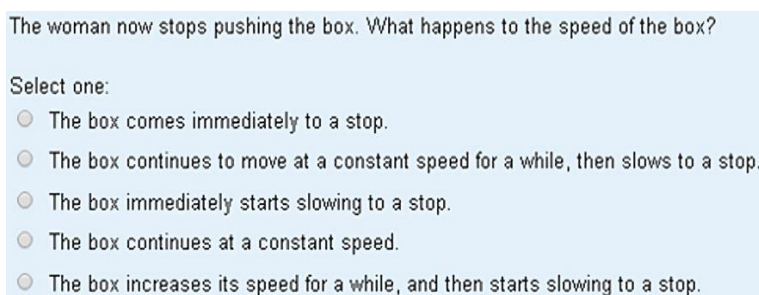 The woman now stops pushing the box. What happens to the speed of the box?
Select one:
The box comes immediately to a stop.
The box continues to move at a constant speed for a while, then slows to a stop.
The box immediately starts slowing to a stop.
The box continues at a constant speed.
The box increases its speed for a while, and then starts slowing to a stop.